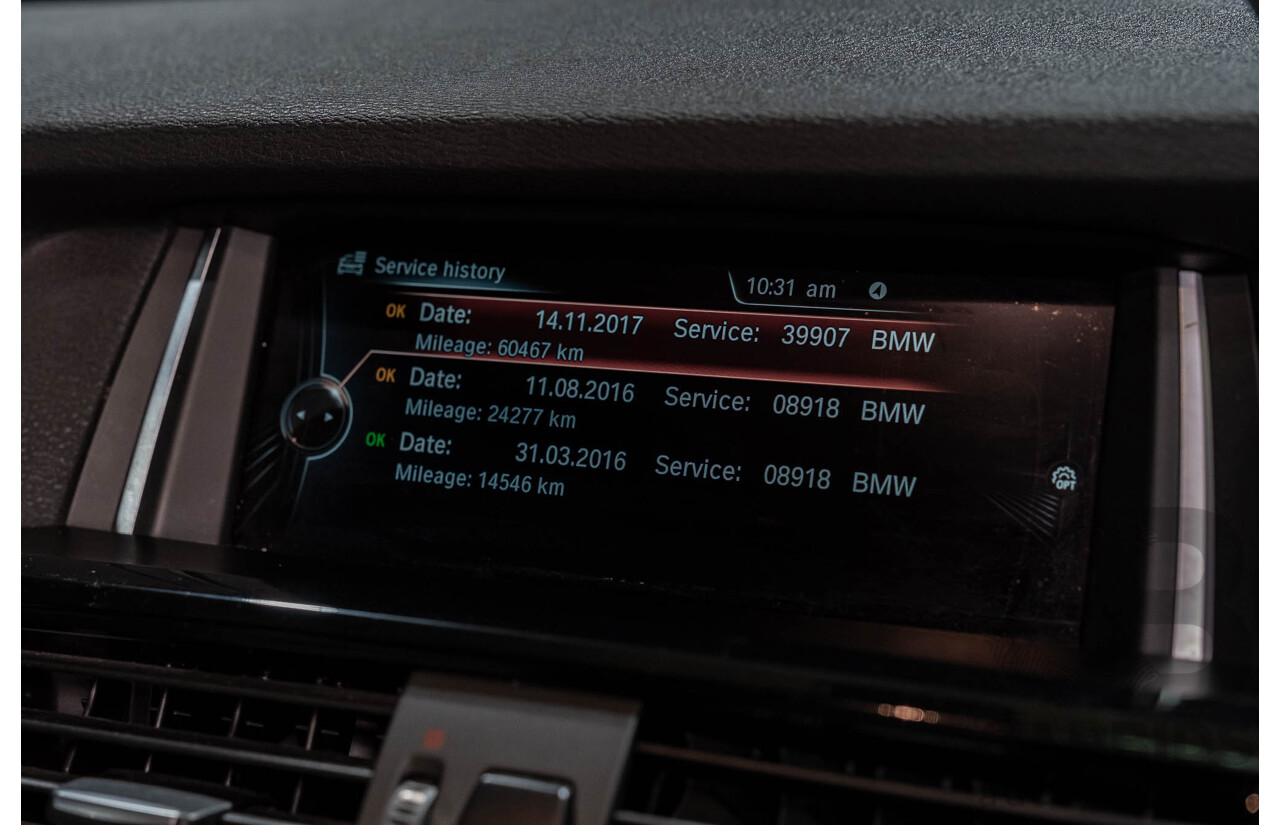 Service history
10:31 am
OK Date: 14.11.2017 Service: 39907 BMW
Mileage: 60467 km
OK Date: 11.08.2016 Service: 08918 BMW
Mileage: 24277 km
OK Date: 31.03.2016 Service: 08918 BMW
Mileage: 14546 km
OPT